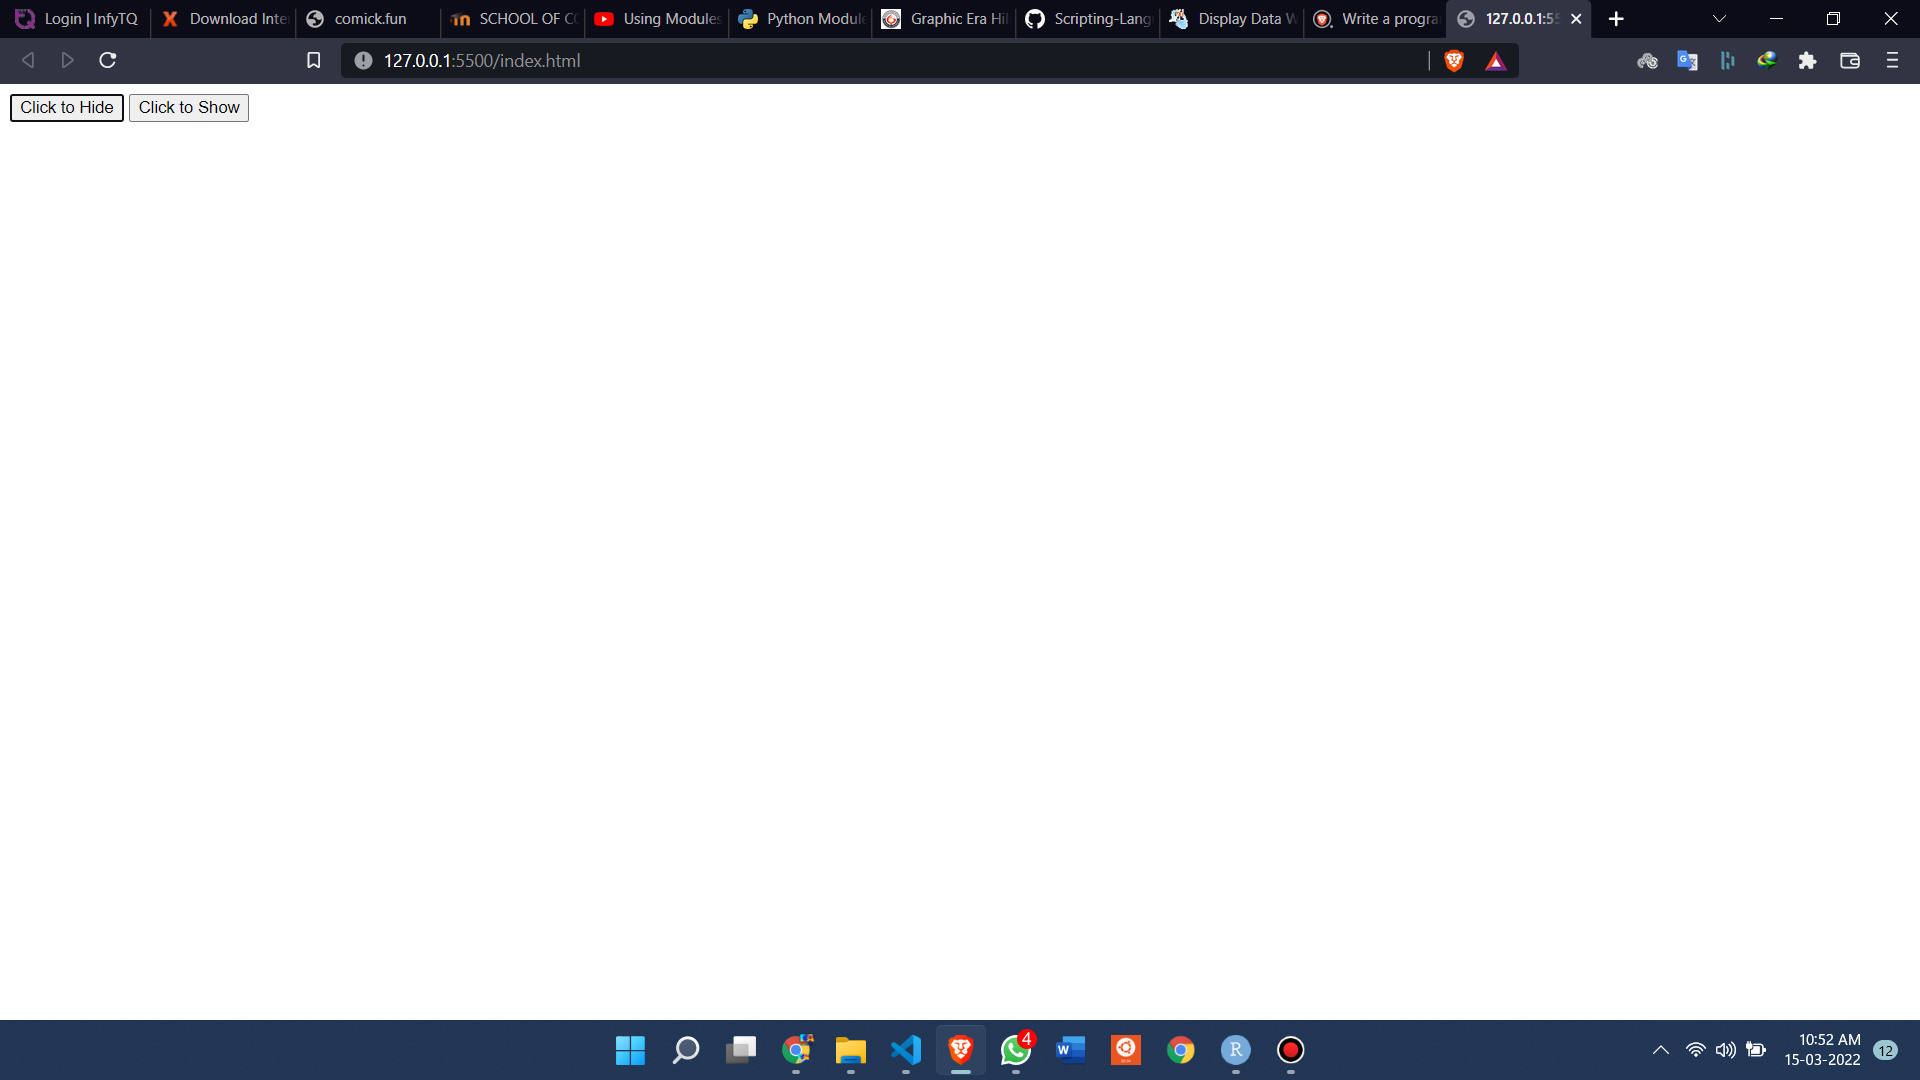 Login | InfyTQ
Download Inte
comick.fun
SCHOOL OF CO
Using Modules
Python Module
Graphic Era Hil
Scripting-Lang
Display Data W
Write a progra
127.0.0.1:55
127.0.0.1:5500/index.html
Click to Hide Click to Show
4
10:52 AM
15-03-2022
12